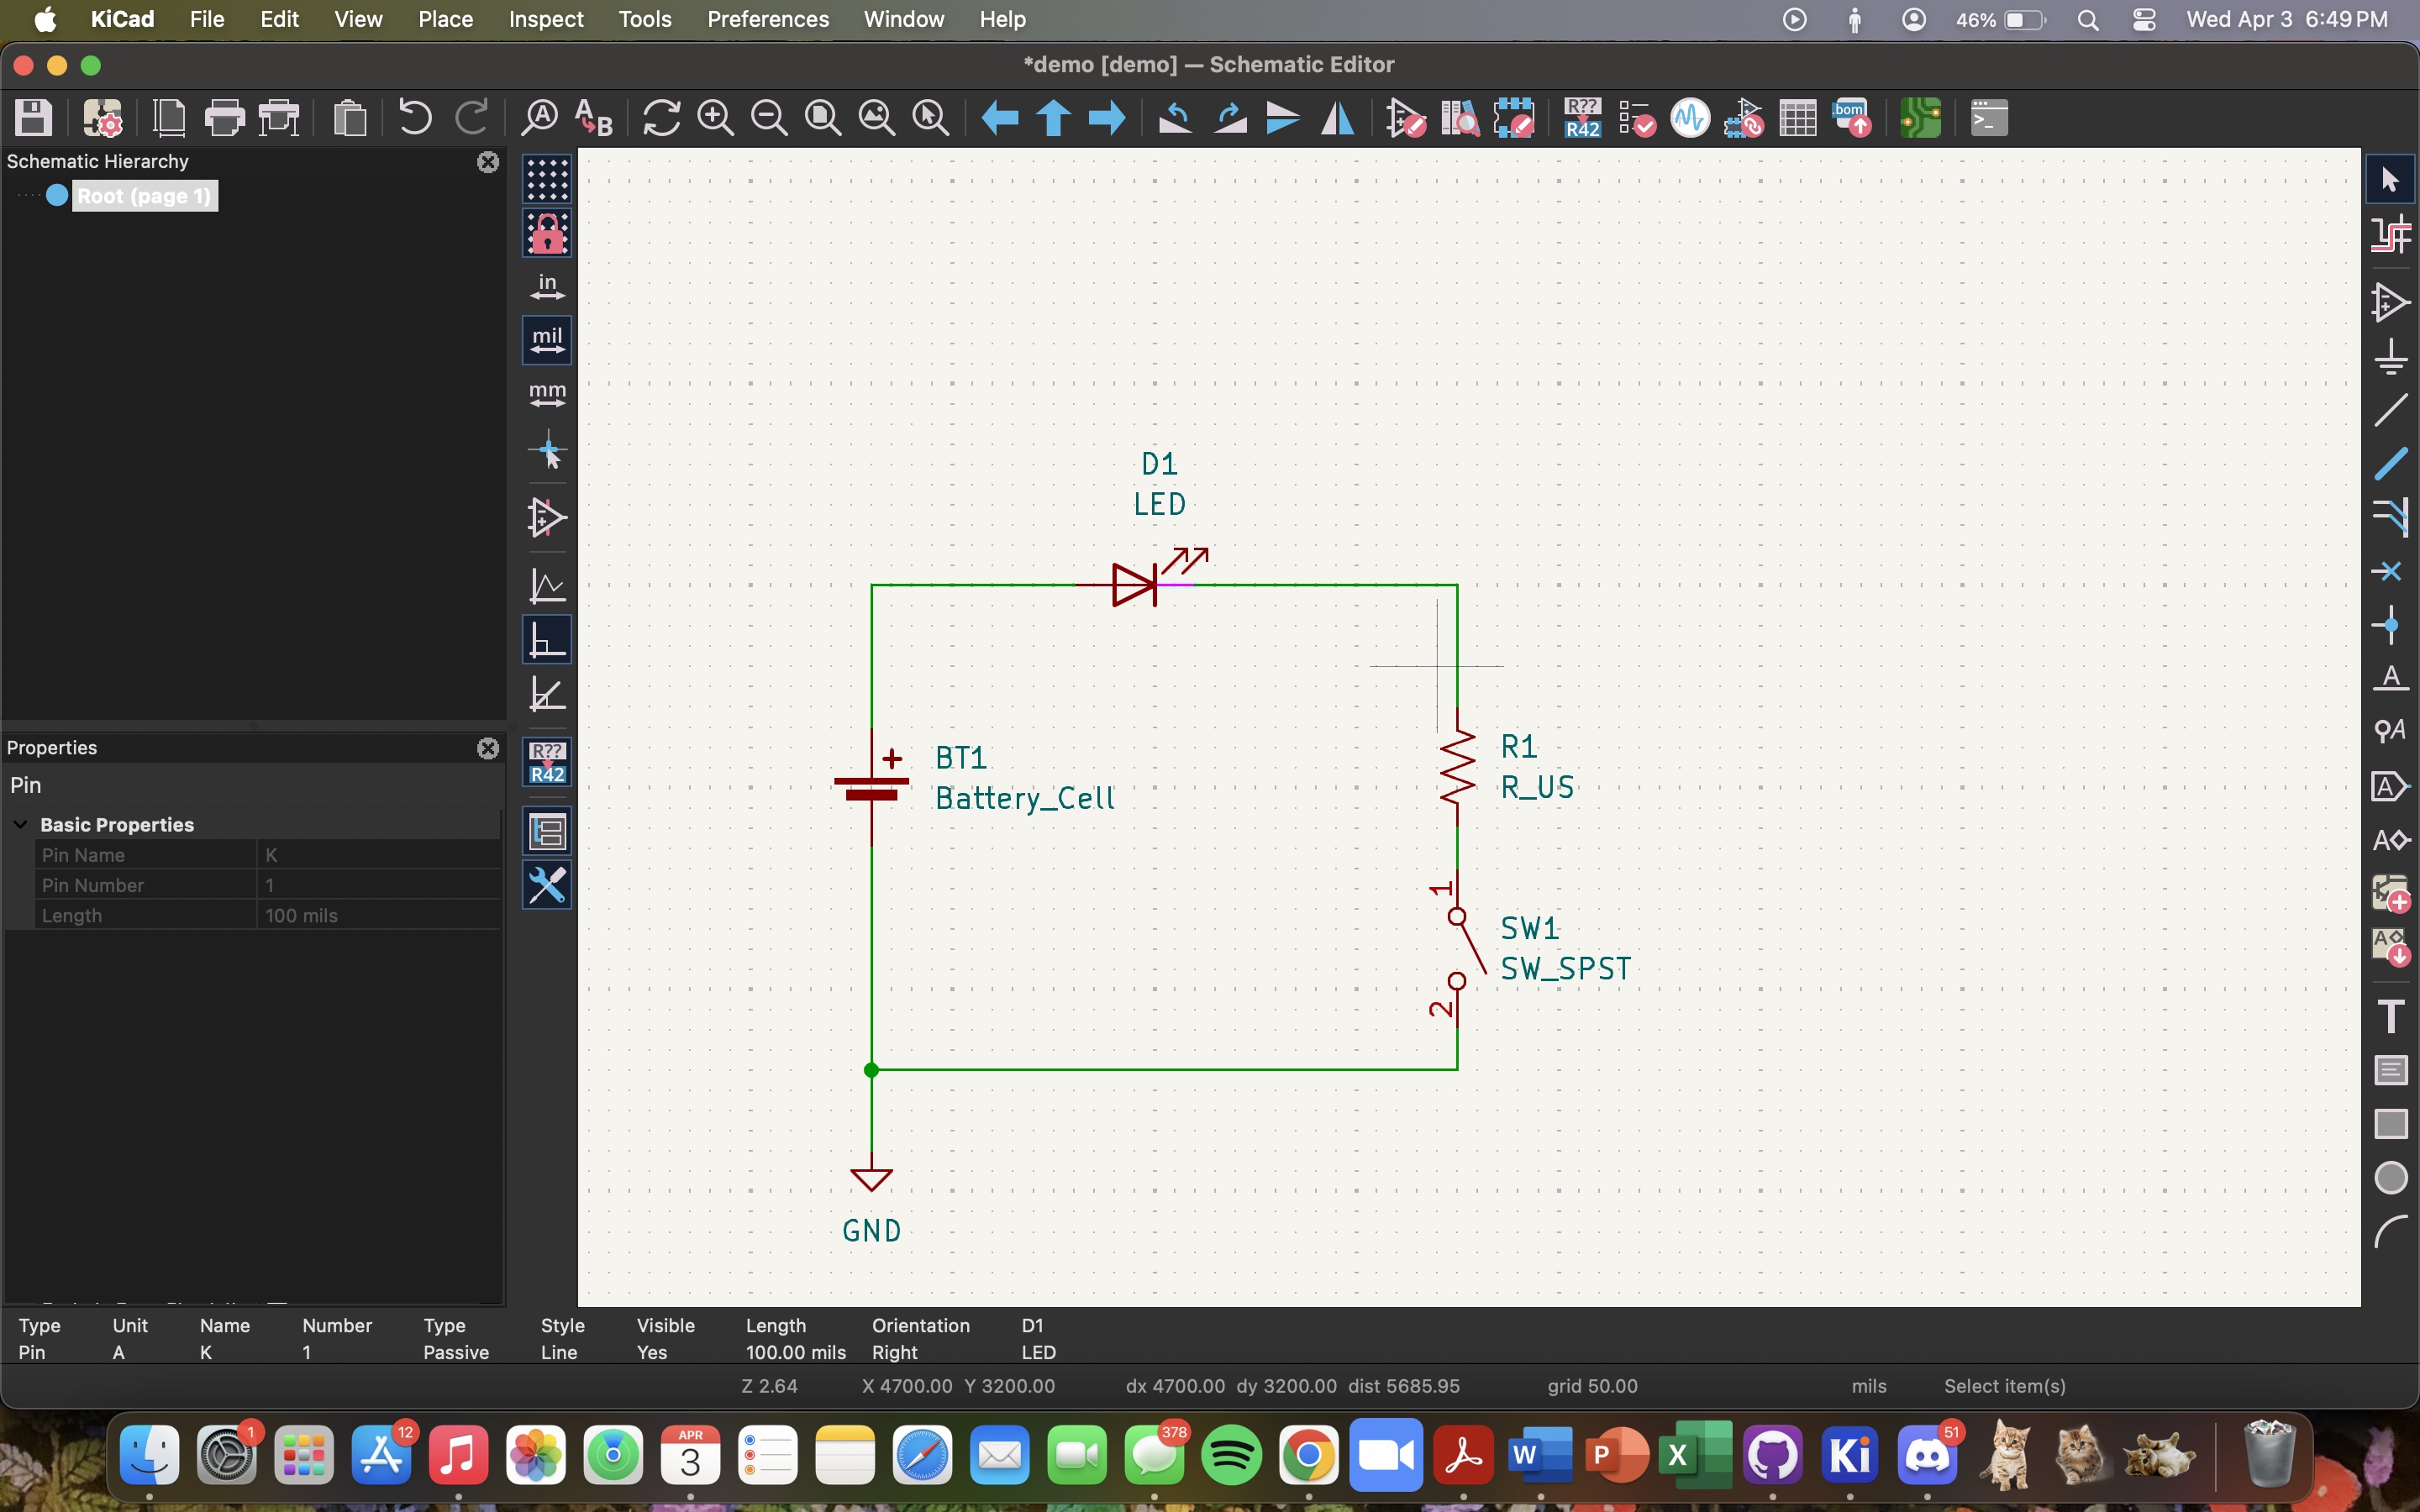 KiCad File Edit View Place Inspect Tools Preferences Window Help 46% Wed Apr 3 6:49 PM
*demo [demo] — Schematic Editor
A A B R?? R42 .bom >_
Schematic Hierarchy
Root (page 1)
in
mil
mm
R??
R42
Properties
Pin
Basic Properties
Pin Name K
Pin Number 1
Length 100 mils
D1
LED
BT1
Battery_Cell
R1
R_US
1
SW1
SW_SPST
2
GND
A
A
A
A
A
T
Type Unit Name Number Type Style Visible Length Orientation D1
Pin A K 1 Passive Line Yes 100.00 mils Right LED
Z 2.64 X 4700.00 Y 3200.00 dx 4700.00 dy 3200.00 dist 5685.95 grid 50.00 mils Select item(s)
1 12 APR 3 378 W P X Ki 51